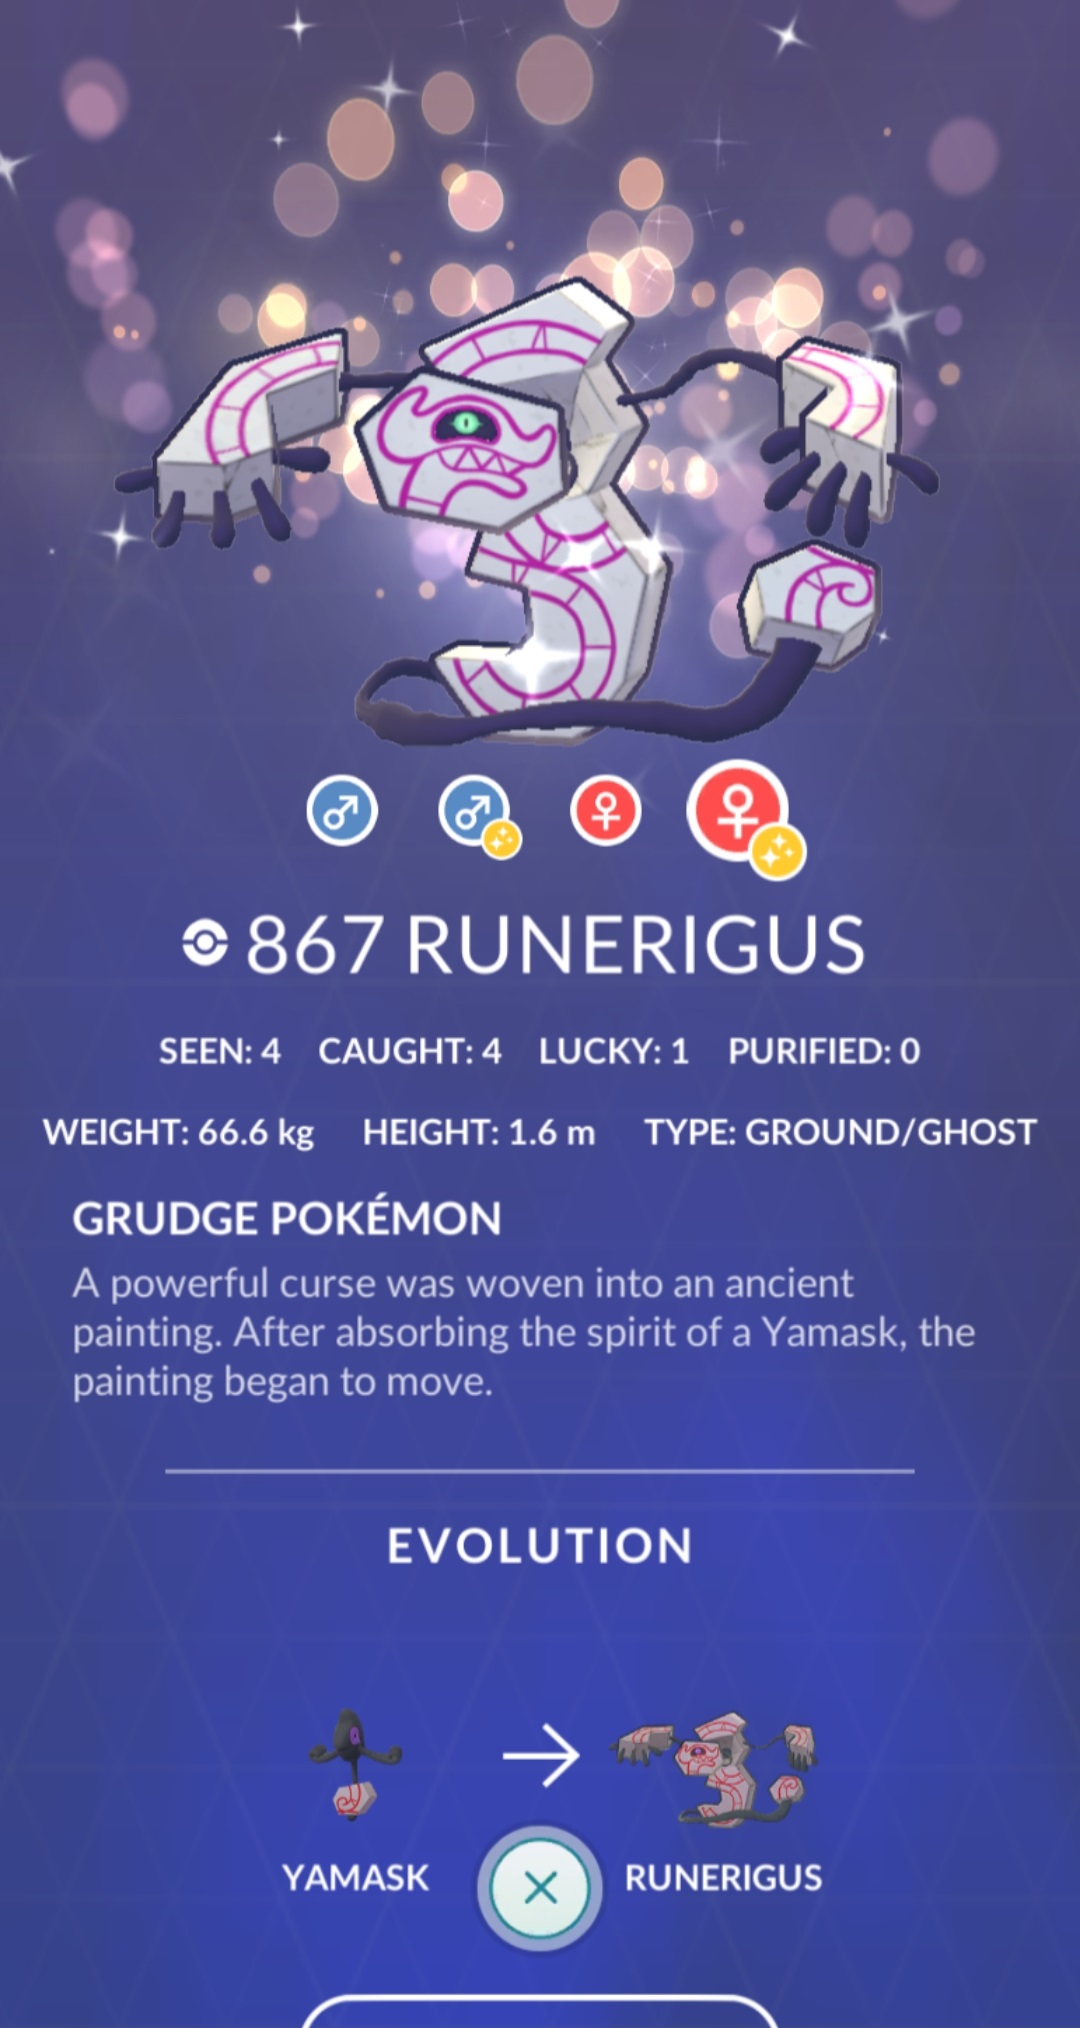 867 RUNERIGUS
SEEN: 4 CAUGHT: 4 LUCKY: 1 PURIFIED: 0
WEIGHT: 66.6 kg HEIGHT: 1.6 m TYPE: GROUND/GHOST
GRUDGE POKÉMON
A powerful curse was woven into an ancient
painting. After absorbing the spirit of a Yamask, the
painting began to move.
EVOLUTION
YAMASK RUNERIGUS